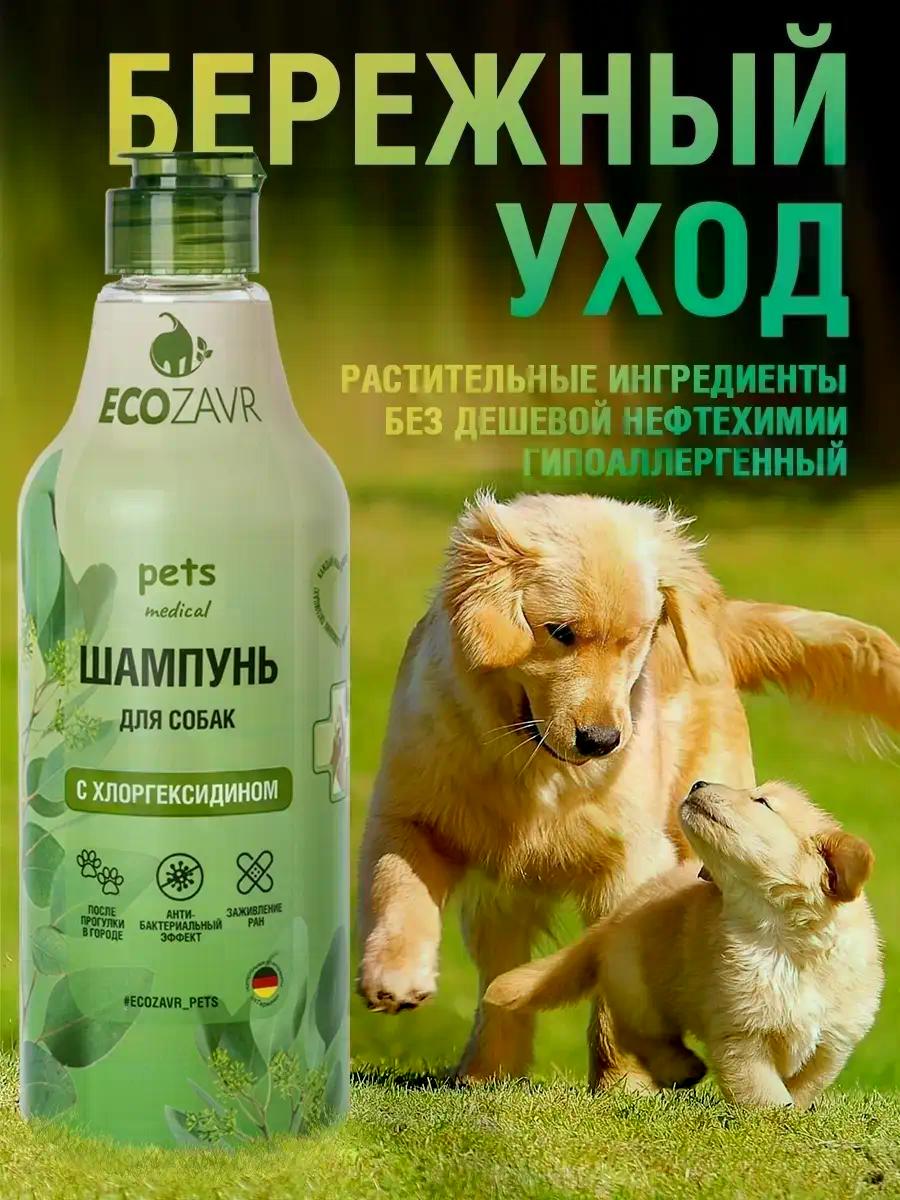 БЕРЕЖНЫЙ
УХОД
РАСТИТЕЛЬНЫЕ ИНГРЕДИЕНТЫ
БЕЗ ДЕШЕВОЙ НЕФТЕХИМИИ
ГИПОАЛЛЕРГЕННЫЙ
ECOZAVR
pets
medical
ШАМПУНЬ
ДЛЯ СОБАК
С ХЛОРГЕКСИДИНОМ
ПОСЛЕ
ПРОГУЛКИ
В ГОРОДЕ
АНТИ-
БАКТЕРИАЛЬНЫЙ
ЭФФЕКТ
ЗАЖИВЛЕНИЕ
РАН
#ECOZAVR_PETS